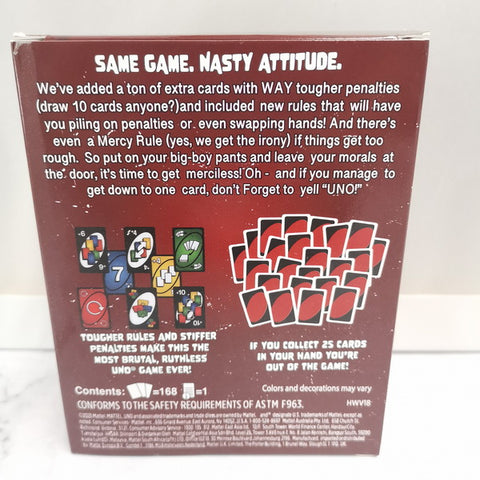 SAME GAME. NASTY ATTITUDE.
We've added a ton of extra cards with WAY tougher penalties
(draw 10 cards anyone?)and included new rules that will have
you piling on penalties or even swapping hands! And there's
even a Mercy Rule (yes, we get the irony) if things get too
rough. So put on your big-boy pants and leave your morals at
the door, it's time to get merciless! Oh - and if you manage to
get down to one card, don't Forget to yell "UNO!"
7
TOUGHER RULES AND STIFFER
PENALTIES MAKE THIS THE
MOST BRUTAL, RUTHLESS
UNO® GAME EVER!
IF YOU COLLECT 25 CARDS
IN YOUR HAND YOU'RE
OUT OF THE GAME!
Contents: =168 =1
Colors and decorations may vary
CONFORMS TO THE SAFETY REQUIREMENTS OF ASTM F963.
HWV18